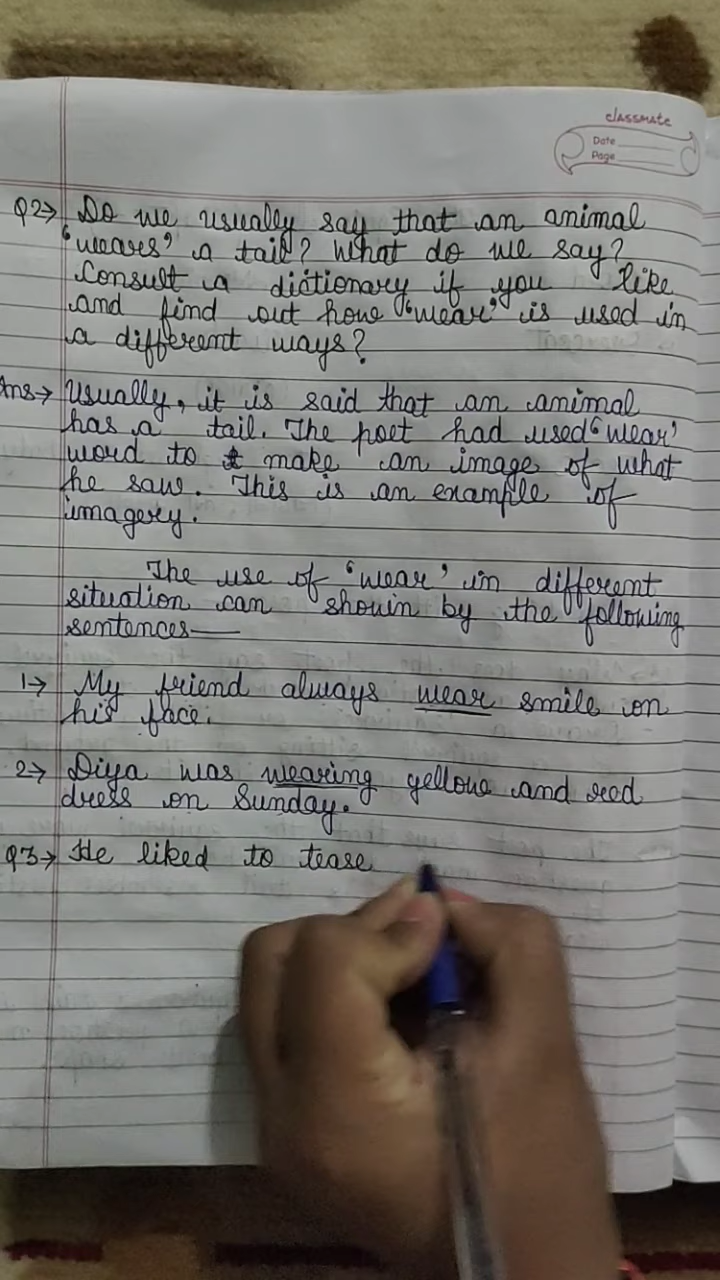 classmate
Date
Page
Q2→ Do we usually say that an animal
'wears' a tail? What do we say?
Consult a dictionary if you like
and find out how 'wear' is used in
a different ways?
Ans→ Usually, it is said that an animal
has a tail. The poet had used 'wear'
word to make an image of what
he saw. This is an example of
imagery.
The use of 'wear' in different
situation can showin by the following
sentences—
1→ My friend always wear smile on
his face.
2→ Diya was wearing yellow and red
dress on Sunday.
Q3→ He liked to tease